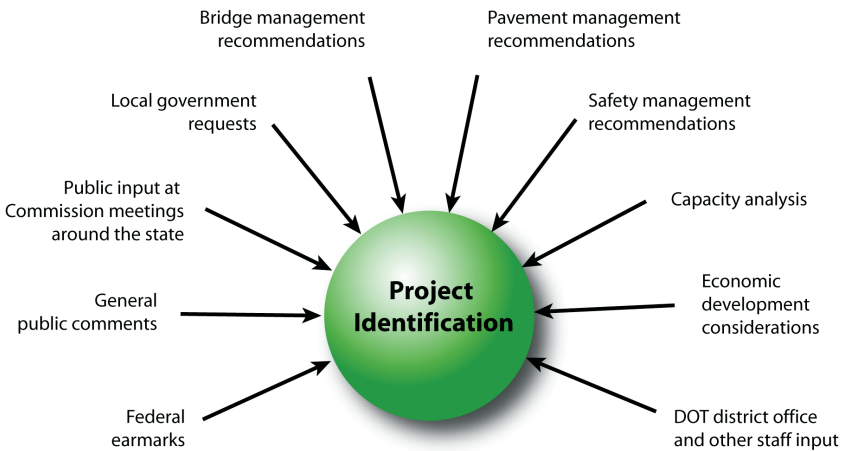 Bridge management
recommendations
Pavement management
recommendations
Local government
requests
Safety management
recommendations
Public input at
Commission meetings
around the state
Capacity analysis
General
public comments
Project
Identification
Economic
development
considerations
Federal
earmarks
DOT district office
and other staff input